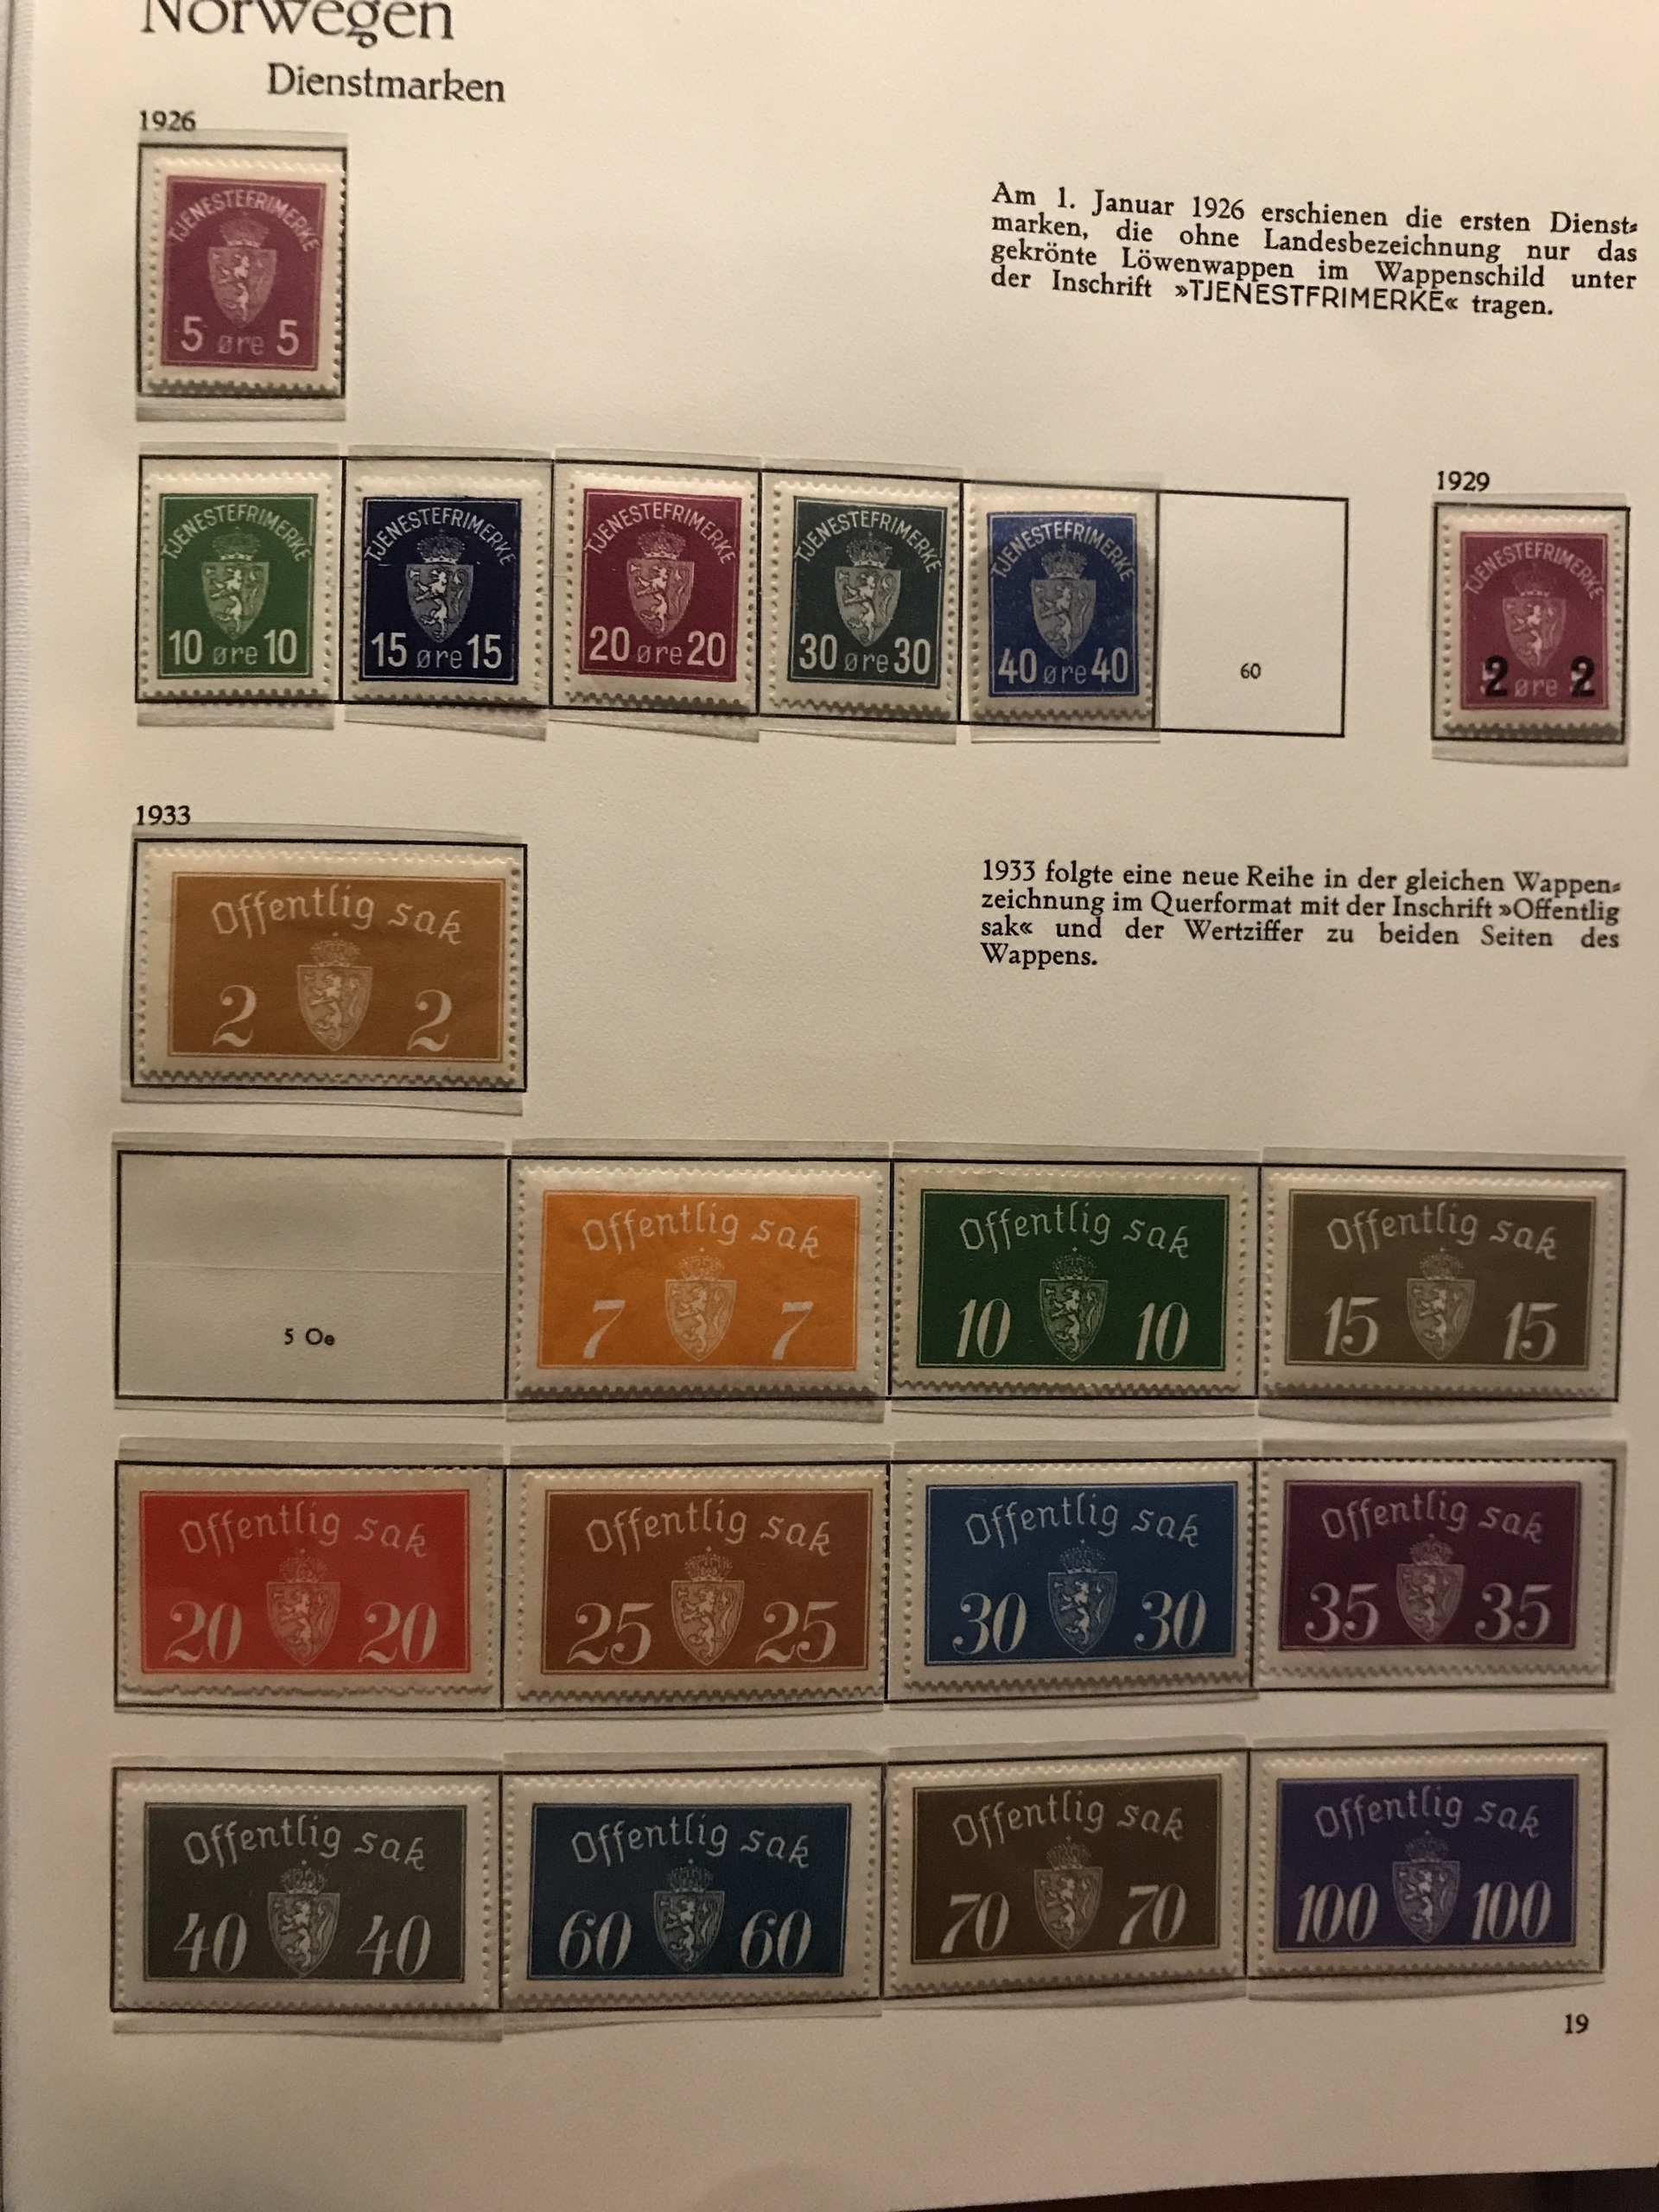 Norwegen
Dienstmarken
1926
TJENESTEFRIMERKE
5 øre 5
Am 1. Januar 1926 erschienen die ersten Dienst=
marken, die ohne Landesbezeichnung nur das
gekrönte Löwenwappen im Wappenschild unter
der Inschrift »TJENESTFRIMERKE« tragen.
TJENESTEFRIMERKE
10 øre 10
TJENESTEFRIMERKE
15 øre 15
TJENESTEFRIMERKE
20 øre 20
TJENESTEFRIMERKE
30 øre 30
TJENESTEFRIMERKE
40 øre 40
60
1929
TJENESTEFRIMERKE
2 øre 2
1933
Offentlig sak
2 2
1933 folgte eine neue Reihe in der gleichen Wappen=
zeichnung im Querformat mit der Inschrift »Offentlig
sak« und der Wertziffer zu beiden Seiten des
Wappens.
5 Oe
Offentlig sak
7 7
Offentlig sak
10 10
Offentlig sak
15 15
Offentlig sak
20 20
Offentlig sak
25 25
Offentlig sak
30 30
Offentlig sak
35 35
Offentlig sak
40 40
Offentlig sak
60 60
Offentlig sak
70 70
Offentlig sak
100 100
19